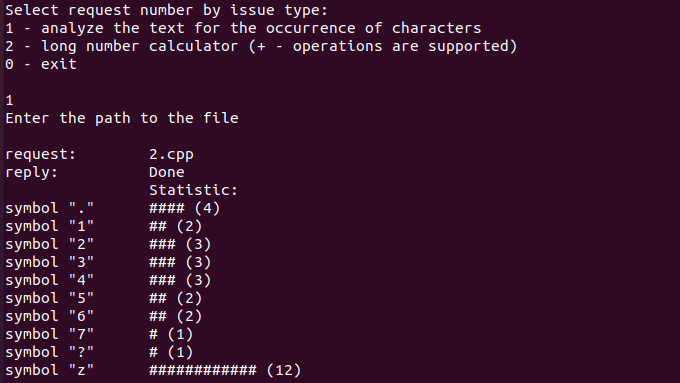 Select request number by issue type:
1 - analyze the text for the occurrence of characters
2 - long number calculator (+ - operations are supported)
0 - exit
1
Enter the path to the file
request: 2.cpp
reply: Done
Statistic:
symbol "." #### (4)
symbol "1" ## (2)
symbol "2" ### (3)
symbol "3" ### (3)
symbol "4" ### (3)
symbol "5" ## (2)
symbol "6" ## (2)
symbol "7" # (1)
symbol "?" # (1)
symbol "z" ############ (12)